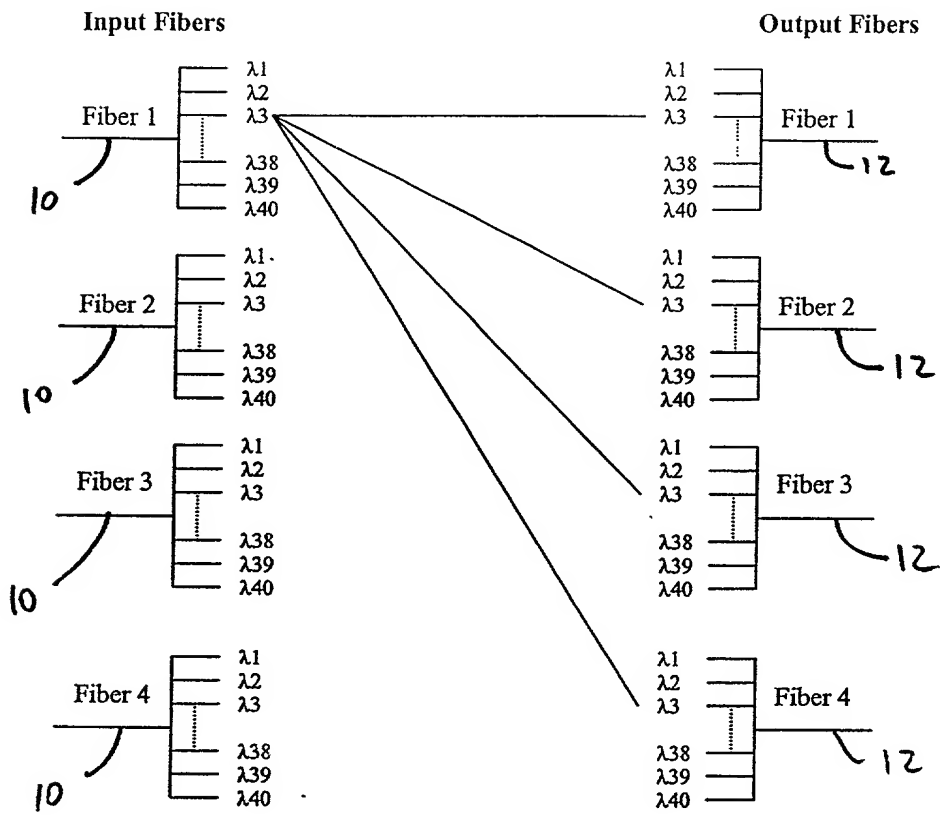 Input Fibers Output Fibers
λ1 λ1
λ2 λ2
Fiber 1 λ3 λ3 Fiber 1
10 λ38 λ38 12
λ39 λ39
λ40 λ40
λ1 λ1
λ2 λ2
Fiber 2 λ3 λ3 Fiber 2
λ38 λ38
10 λ39 λ39 12
λ40 λ40
λ1 λ1
λ2 λ2
Fiber 3 λ3 λ3 Fiber 3
λ38 λ38
λ39 λ39 12
10 λ40 λ40
λ1 λ1
λ2 λ2
Fiber 4 λ3 λ3 Fiber 4
λ38 λ38 12
10 λ39 λ39
λ40 λ40